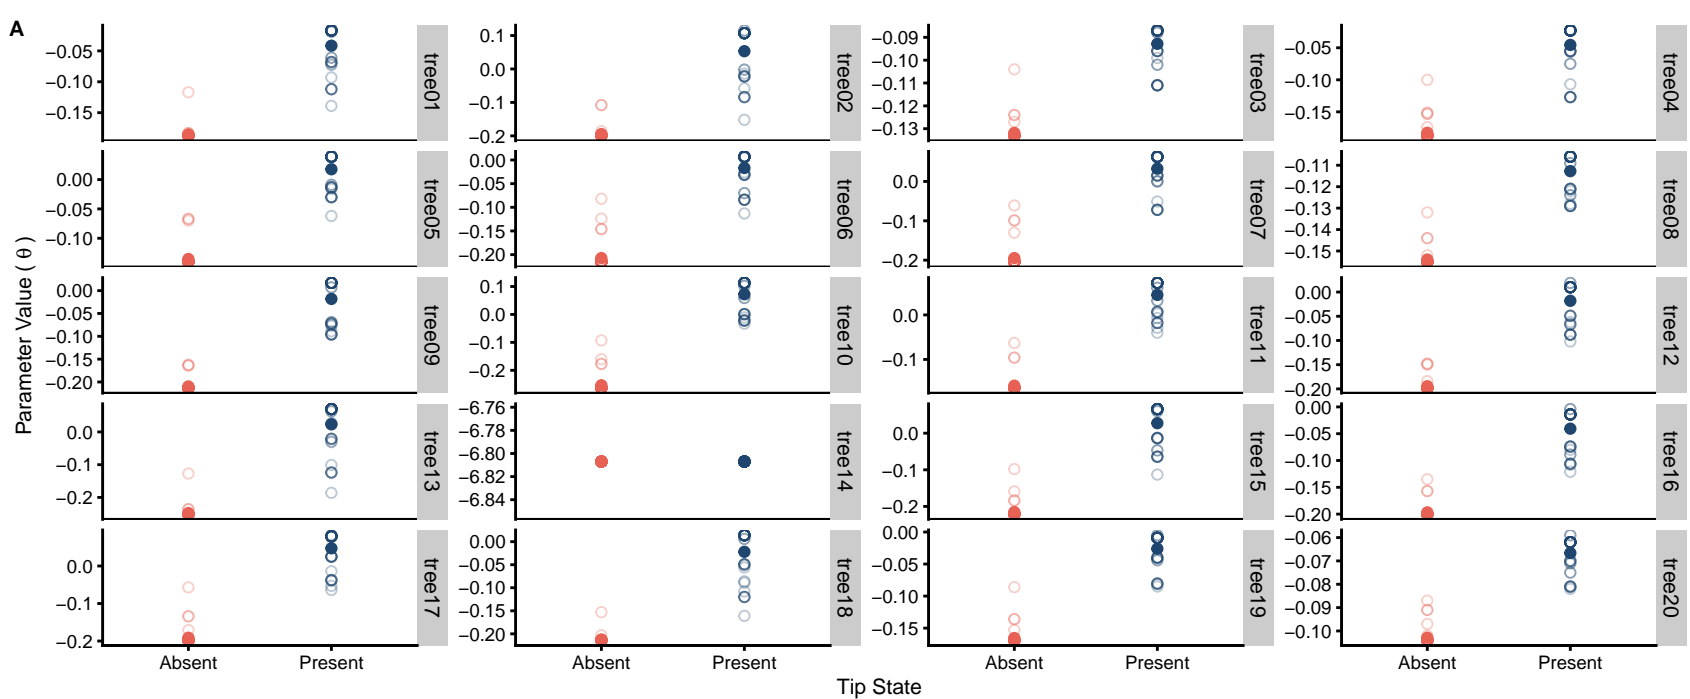 A
−0.05
−0.10
−0.15
tree01
0.1
0.0
−0.1
−0.2
tree02
−0.09
−0.10
−0.11
−0.12
−0.13
tree03
−0.05
−0.10
−0.15
tree04
0.00
−0.05
−0.10
tree05
0.00
−0.05
−0.10
−0.15
−0.20
tree06
0.0
−0.1
−0.2
tree07
−0.11
−0.12
−0.13
−0.14
−0.15
tree08
0.00
−0.05
−0.10
−0.15
−0.20
tree09
0.1
0.0
−0.1
−0.2
tree10
0.0
−0.1
tree11
0.00
−0.05
−0.10
−0.15
−0.20
tree12
0.0
−0.1
−0.2
tree13
−6.76
−6.78
−6.80
−6.82
−6.84
tree14
0.0
−0.1
−0.2
tree15
0.00
−0.05
−0.10
−0.15
−0.20
tree16
0.0
−0.1
−0.2
tree17
0.00
−0.05
−0.10
−0.15
−0.20
tree18
0.00
−0.05
−0.10
−0.15
tree19
−0.06
−0.07
−0.08
−0.09
−0.10
tree20
Absent Present
Absent Present
Absent Present
Absent Present
Tip State
Parameter Value ( θ )